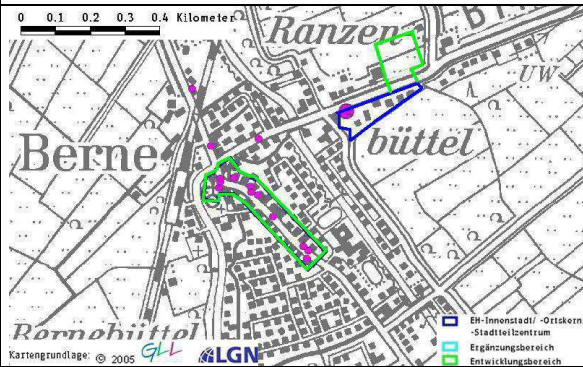 0 0.1 0.2 0.3 0.4 Kilometer
Ranzen
büttel
UW
Berne
Bernebüttel
EH-Innenstadt/ -Ortskern
-Stadtteilzentrum
Ergänzungsbereich
Entwicklungsbereich
Kartengrundlage: © 2005 GLL LGN